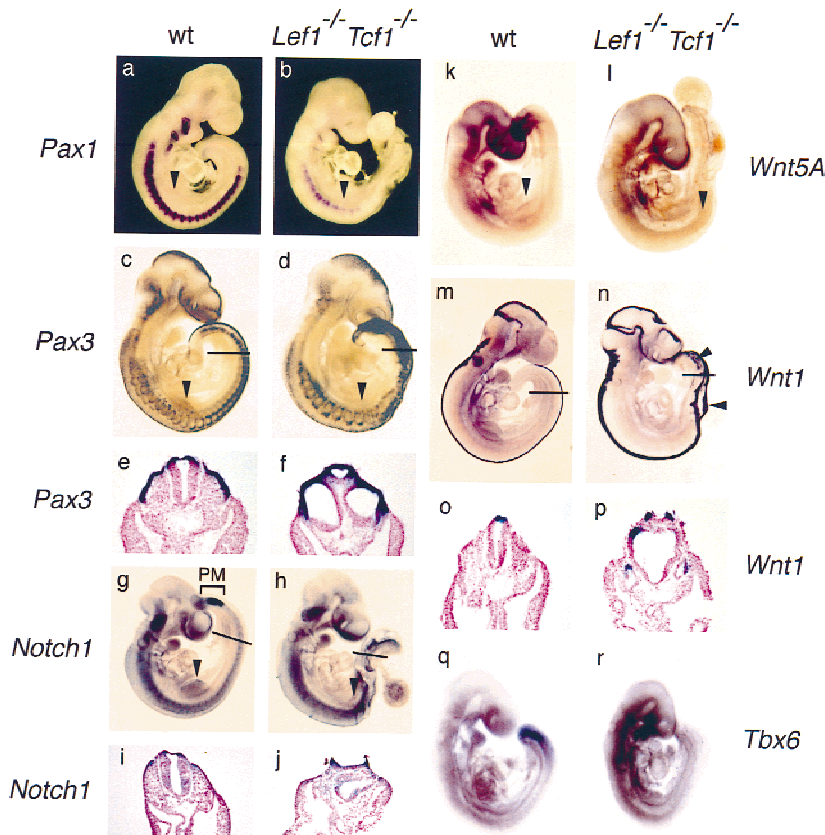 wt
Lef1-/-Tcf1-/-
wt
Lef1-/-Tcf1-/-
a
b
k
l
Pax1
Wnt5A
c
d
m
n
Pax3
Wnt1
e
f
o
p
Pax3
Wnt1
g
PM
h
Notch1
q
r
Tbx6
i
j
Notch1